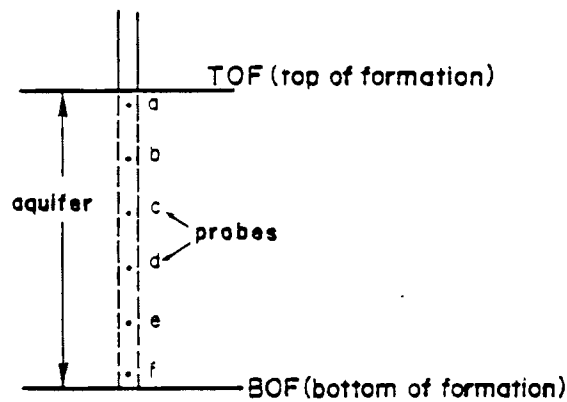 TOF (top of formation)
a
b
aquifer
c
probes
d
e
f
BOF (bottom of formation)